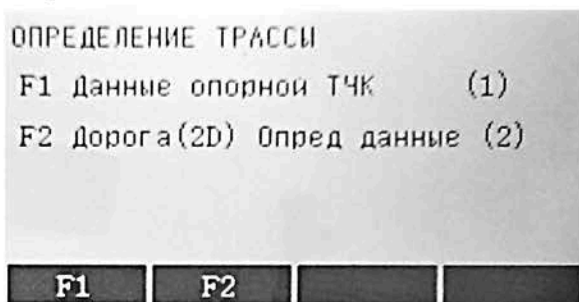 ОПРЕДЕЛЕНИЕ ТРАССЫ
F1 Данные опорной ТЧК (1)
F2 Дорога(2D) Опред данные (2)
F1 F2